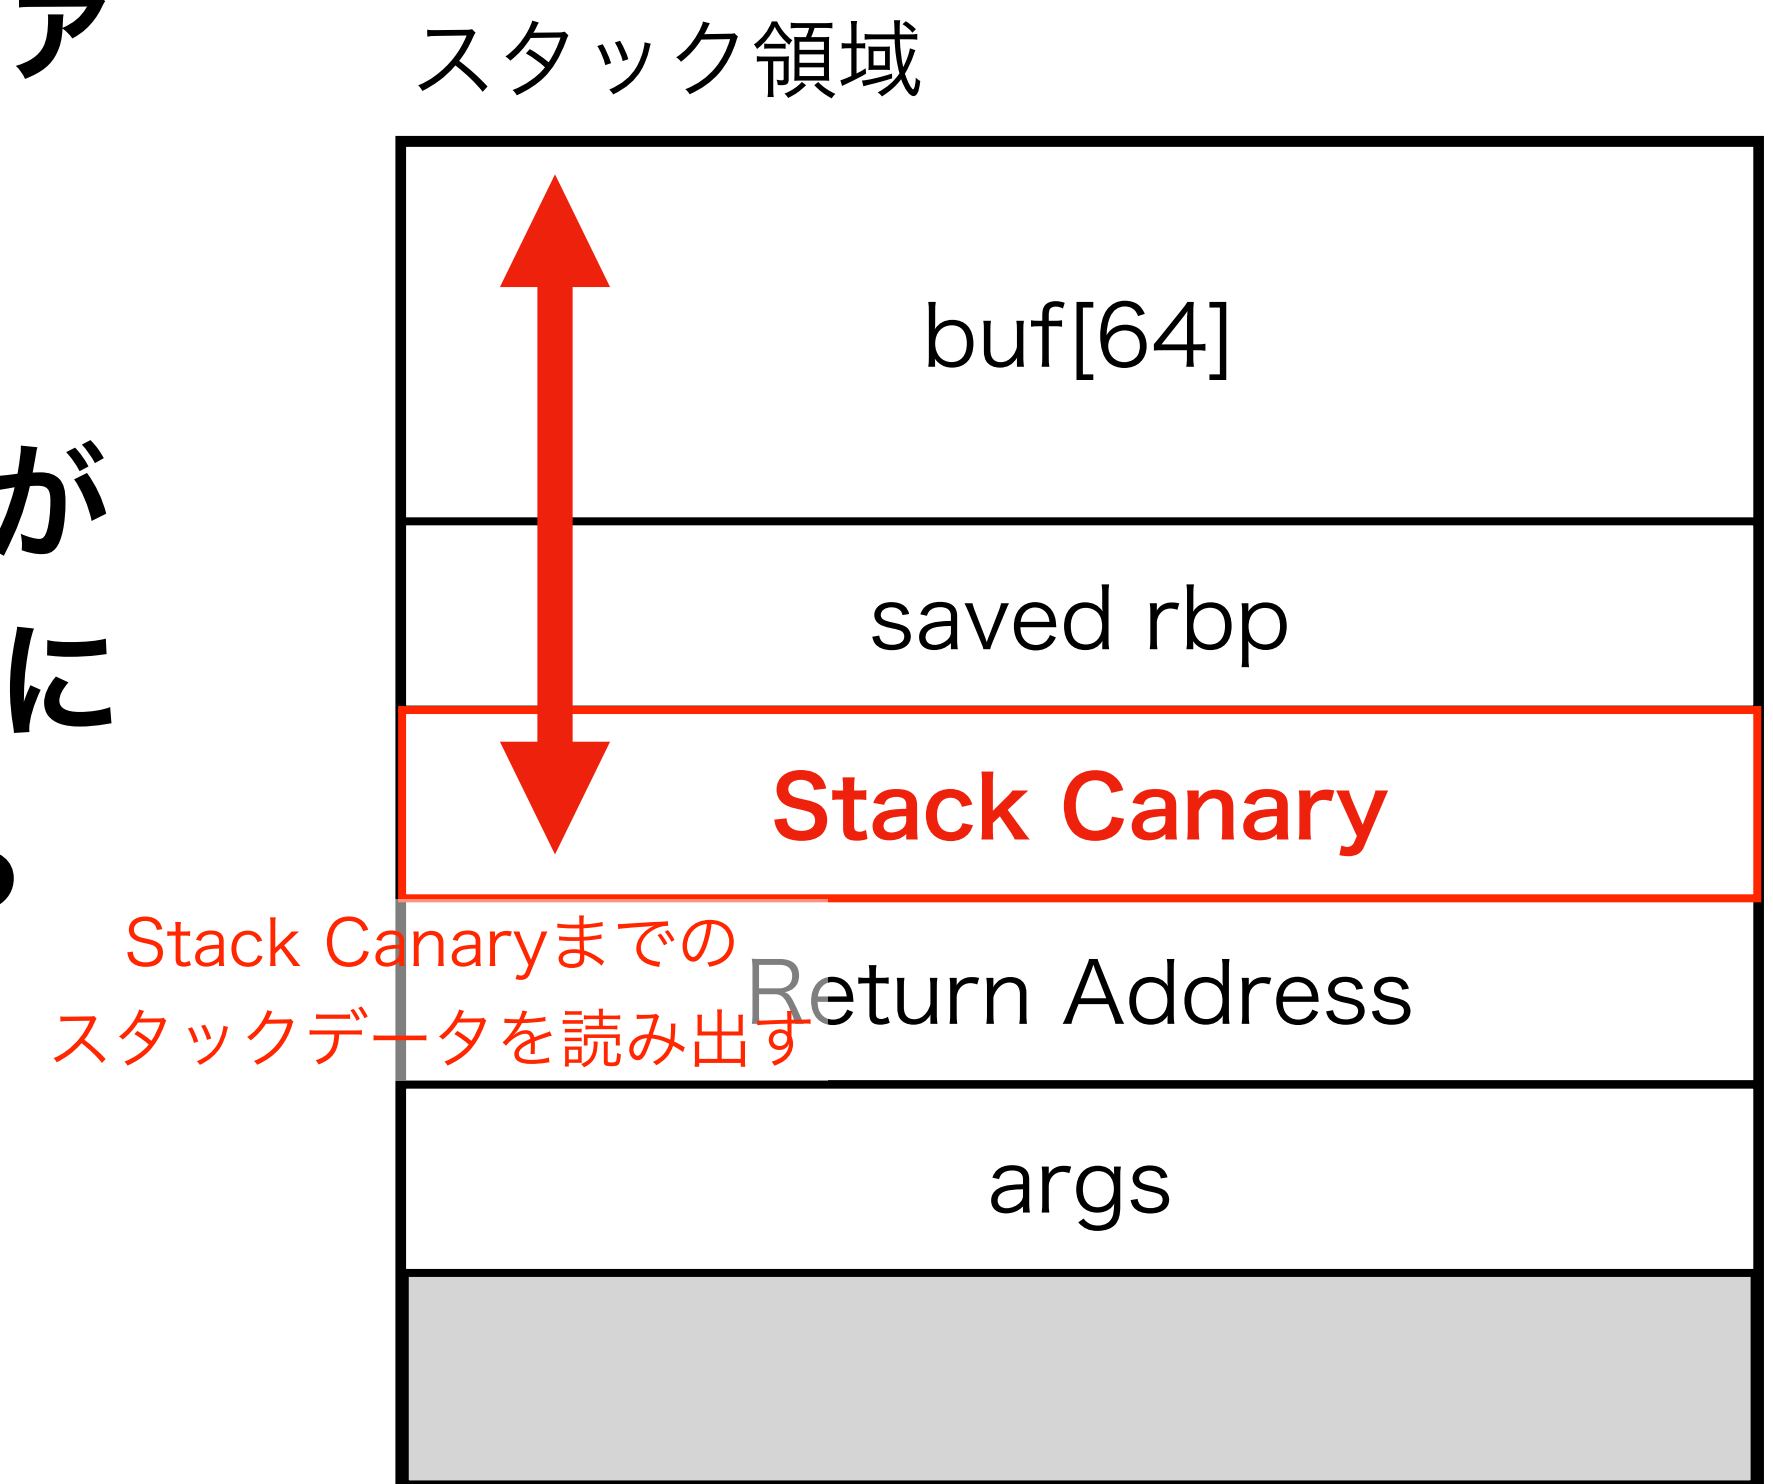 ァ
スタック領域
buf[64]
が
saved rbp
に
Stack Canary
Stack Canaryまでの
スタックデータを読み出す
Return Address
args